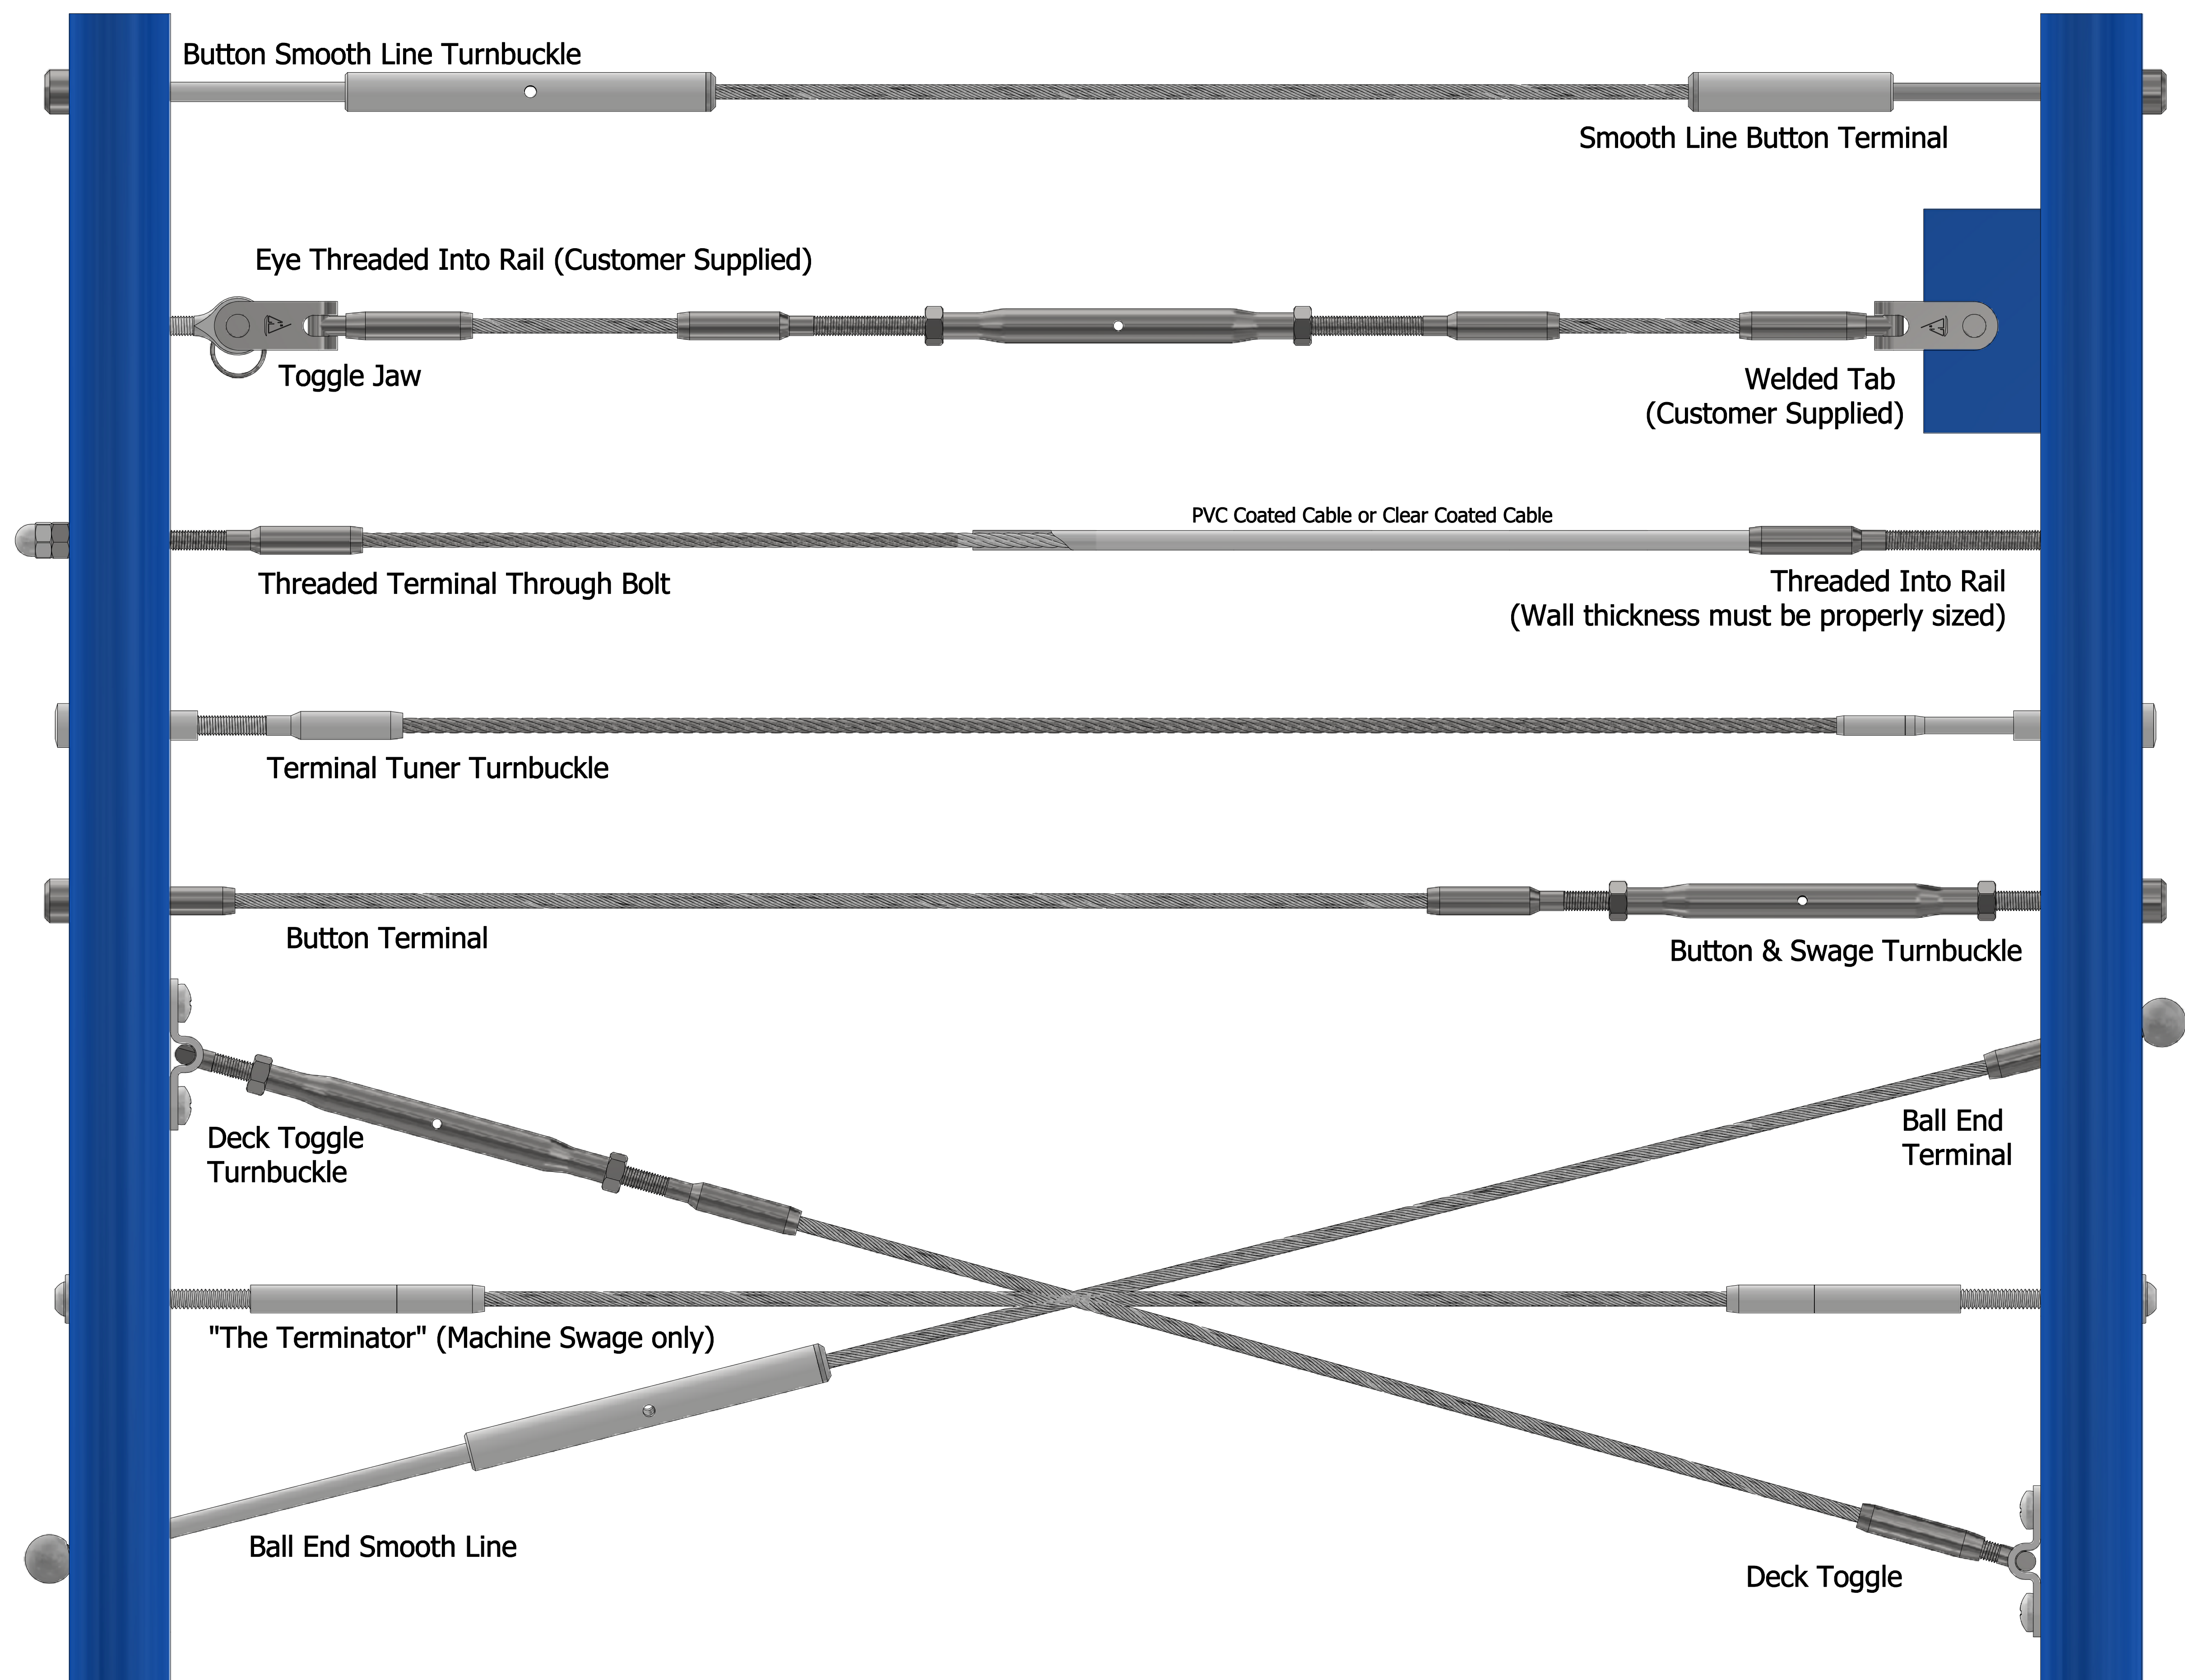 Button Smooth Line Turnbuckle
Smooth Line Button Terminal
Eye Threaded Into Rail (Customer Supplied)
Toggle Jaw
Welded Tab
(Customer Supplied)
PVC Coated Cable or Clear Coated Cable
Threaded Terminal Through Bolt
Threaded Into Rail
(Wall thickness must be properly sized)
Terminal Tuner Turnbuckle
Button Terminal
Button & Swage Turnbuckle
Ball End
Terminal
Deck Toggle
Turnbuckle
"The Terminator" (Machine Swage only)
Ball End Smooth Line
Deck Toggle